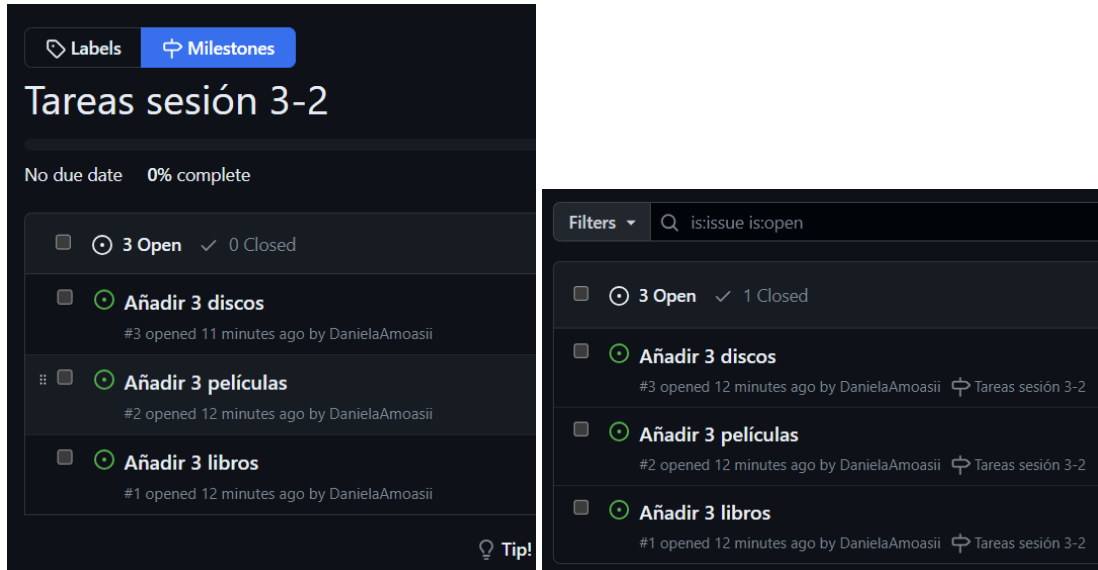 Labels Milestones
Tareas sesión 3-2
No due date 0% complete
3 Open 0 Closed
Añadir 3 discos
#3 opened 11 minutes ago by DanielaAmoasii
Añadir 3 películas
#2 opened 12 minutes ago by DanielaAmoasii
Añadir 3 libros
#1 opened 12 minutes ago by DanielaAmoasii
Tip!
Filters is:issue is:open
3 Open 1 Closed
Añadir 3 discos
#3 opened 12 minutes ago by DanielaAmoasii Tareas sesión 3-2
Añadir 3 películas
#2 opened 12 minutes ago by DanielaAmoasii Tareas sesión 3-2
Añadir 3 libros
#1 opened 12 minutes ago by DanielaAmoasii Tareas sesión 3-2